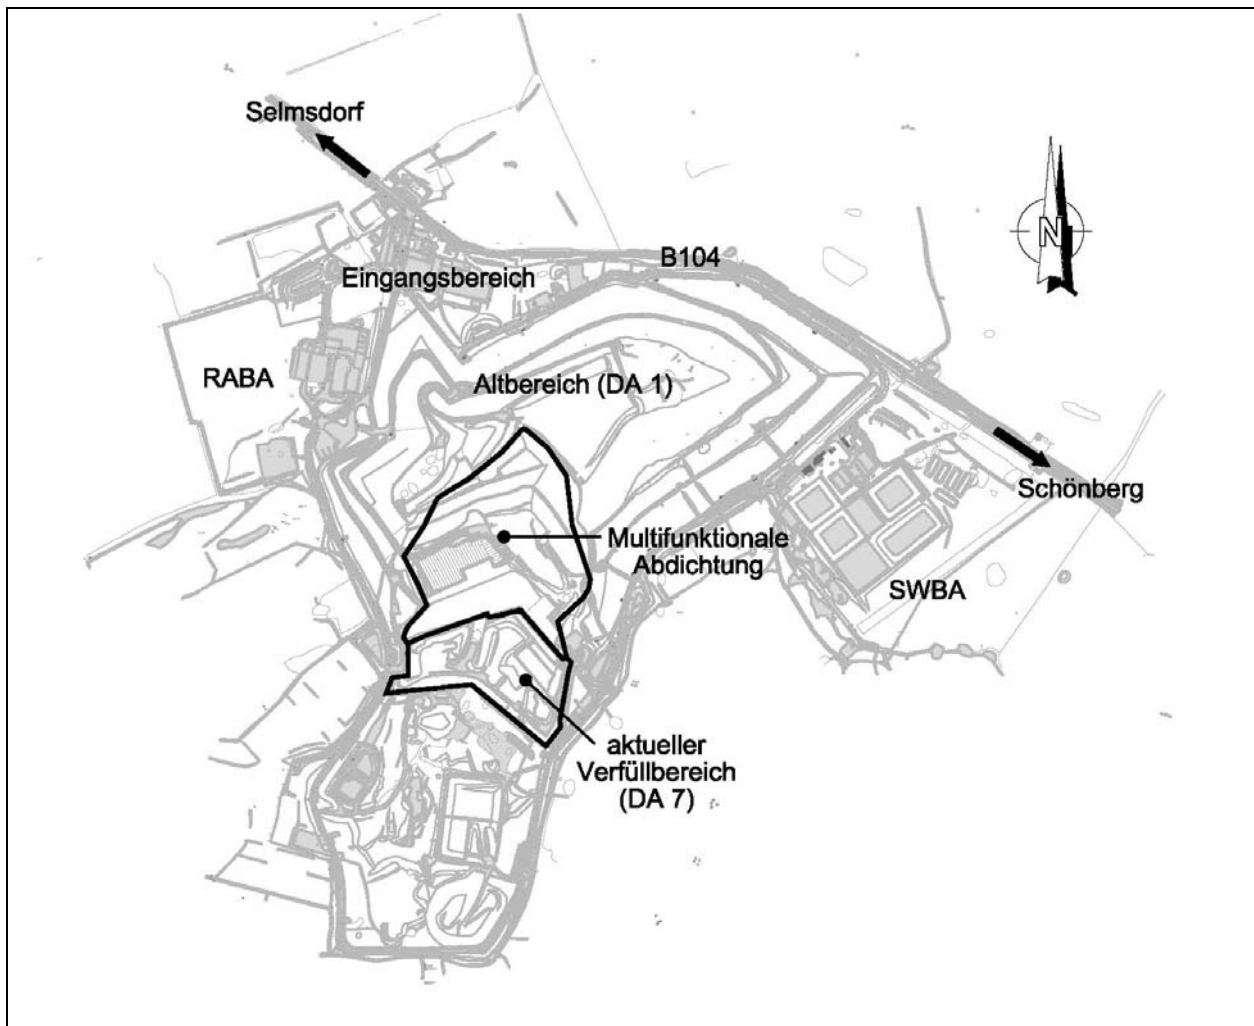 Selmsdorf
N
B104
Eingangsbereich
RABA
Altbereich (DA 1)
Schönberg
Multifunktionale
Abdichtung
SWBA
aktueller
Verfüllbereich
(DA 7)